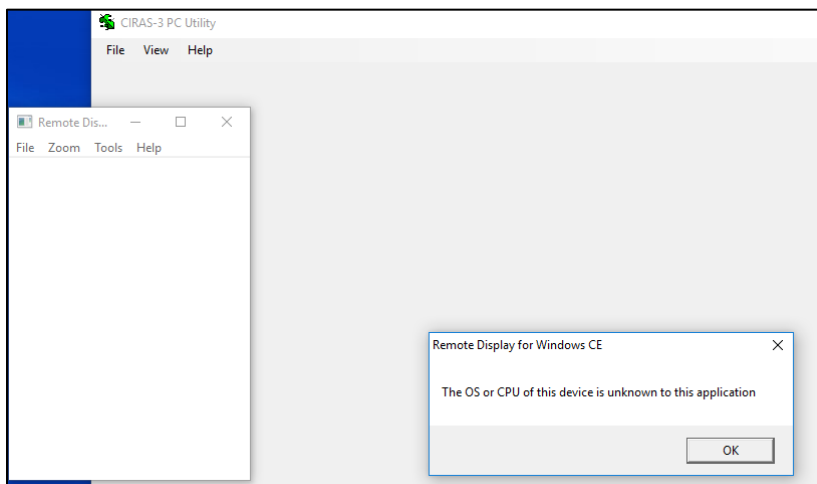 CIRAS-3 PC Utility
File View Help
Remote Dis...
File Zoom Tools Help
Remote Display for Windows CE
The OS or CPU of this device is unknown to this application
OK